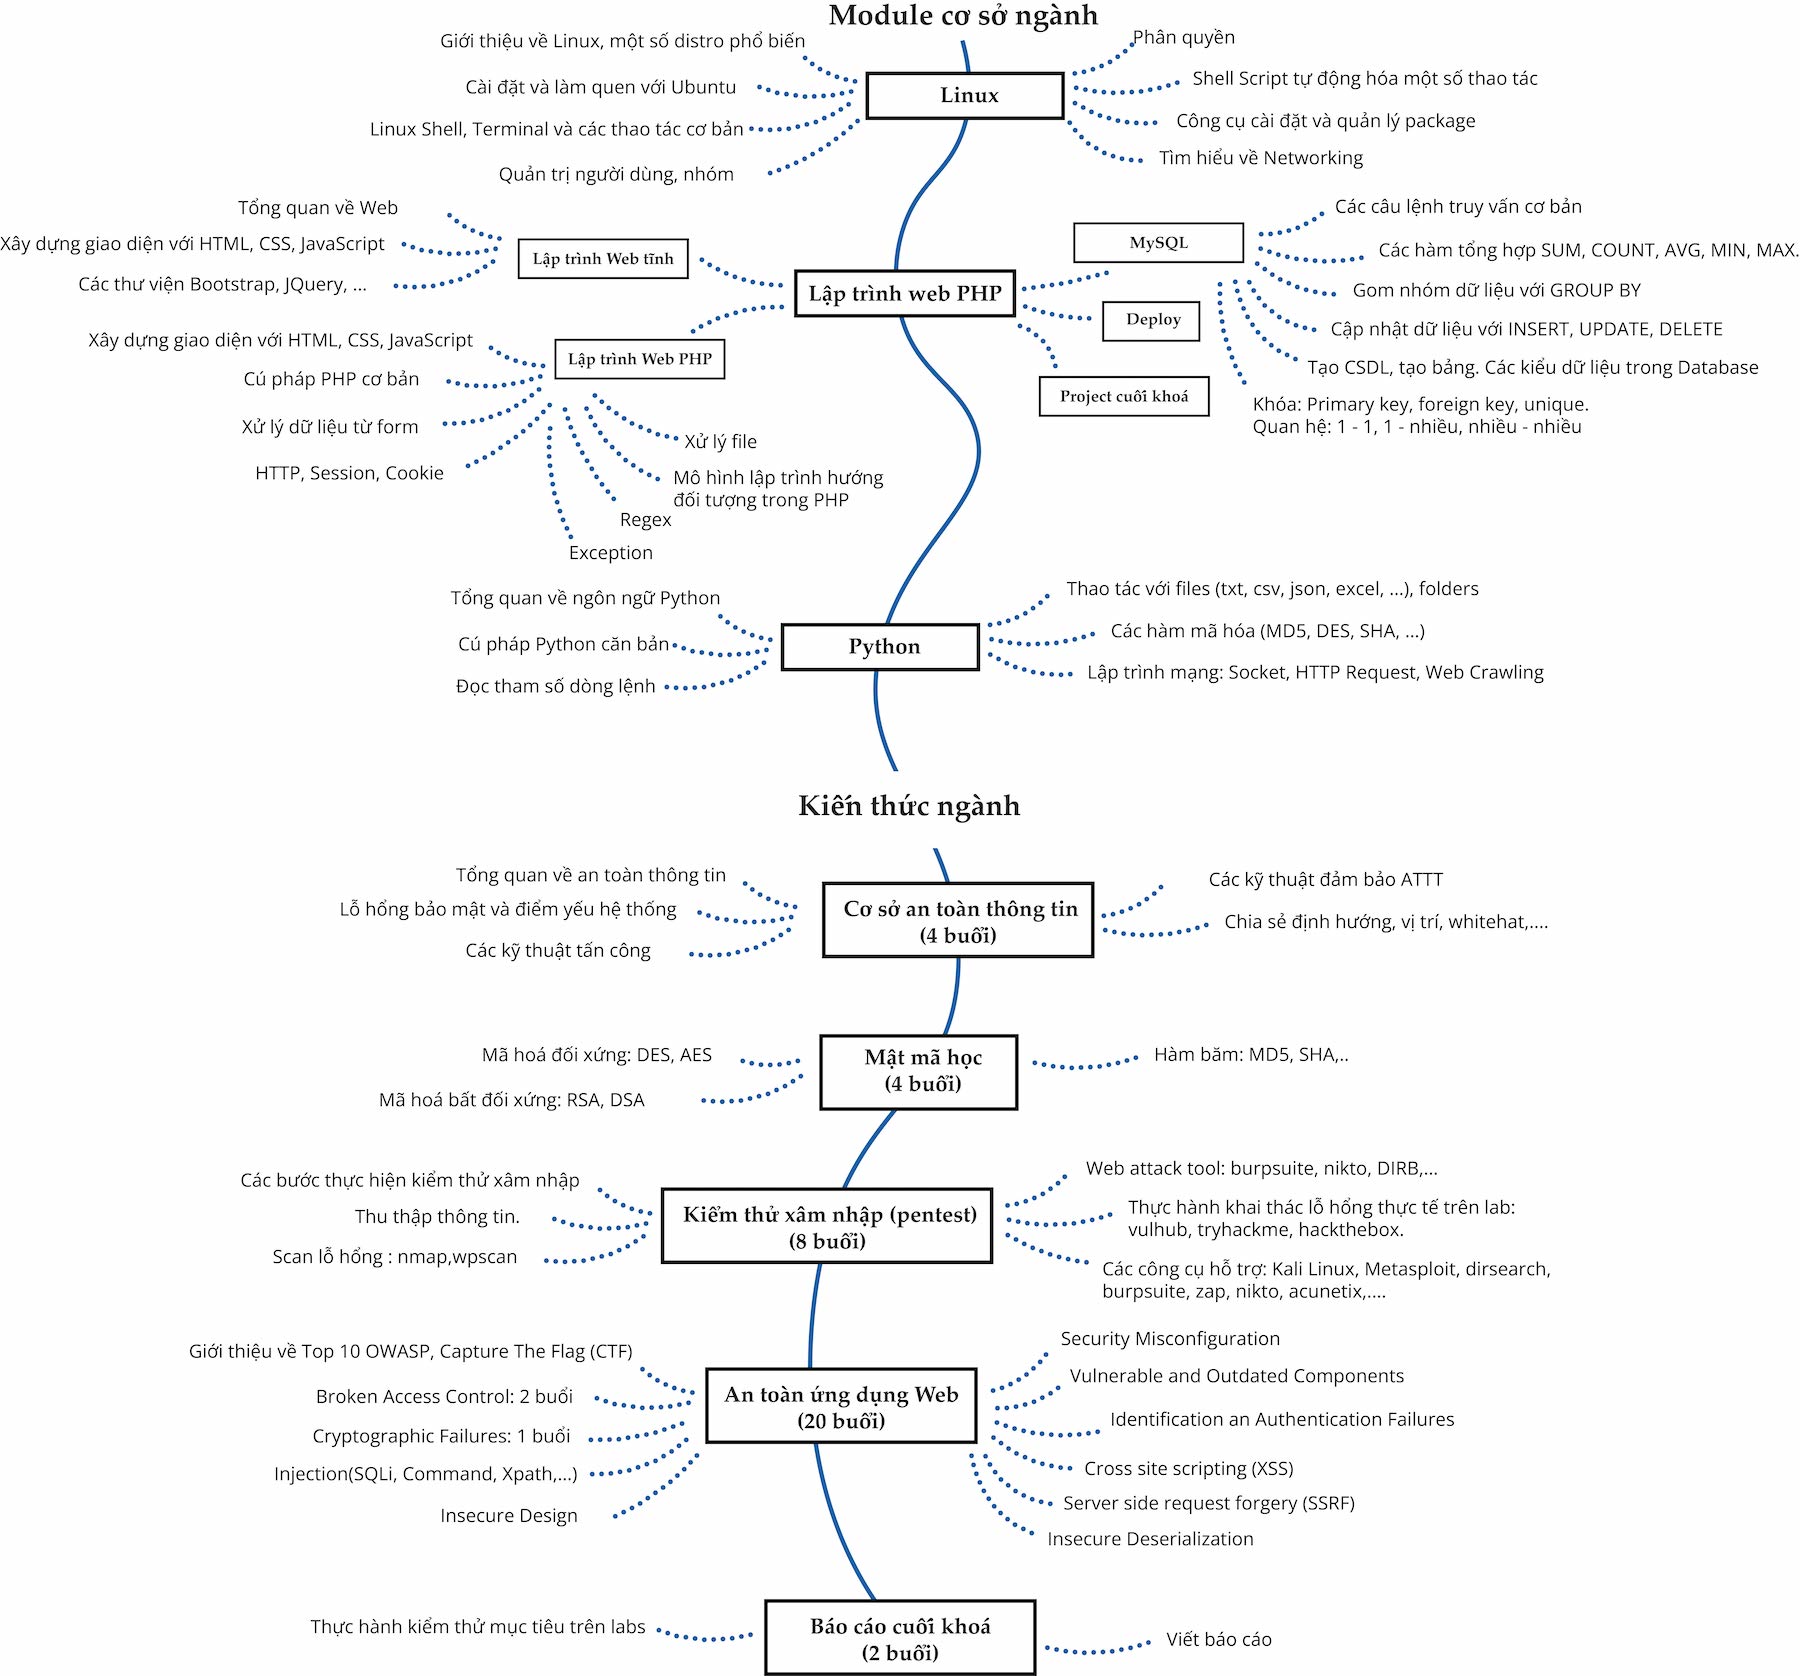 Module cơ sở ngành
Linux
Giới thiệu về Linux, một số distro phổ biến
Cài đặt và làm quen với Ubuntu
Linux Shell, Terminal và các thao tác cơ bản
Quản trị người dùng, nhóm
Phân quyền
Shell Script tự động hóa một số thao tác
Công cụ cài đặt và quản lý package
Tìm hiểu về Networking
Lập trình web PHP
Lập trình Web tĩnh
Tổng quan về Web
Xây dựng giao diện với HTML, CSS, JavaScript
Các thư viện Bootstrap, JQuery, ...
Lập trình Web PHP
Xây dựng giao diện với HTML, CSS, JavaScript
Cú pháp PHP cơ bản
Xử lý dữ liệu từ form
HTTP, Session, Cookie
Xử lý file
Mô hình lập trình hướng
đối tượng trong PHP
Regex
Exception
MySQL
Các câu lệnh truy vấn cơ bản
Các hàm tổng hợp SUM, COUNT, AVG, MIN, MAX.
Gom nhóm dữ liệu với GROUP BY
Cập nhật dữ liệu với INSERT, UPDATE, DELETE
Tạo CSDL, tạo bảng. Các kiểu dữ liệu trong Database
Khóa: Primary key, foreign key, unique.
Quan hệ: 1 - 1, 1 - nhiều, nhiều - nhiều
Deploy
Project cuối khoá
Python
Tổng quan về ngôn ngữ Python
Cú pháp Python căn bản
Đọc tham số dòng lệnh
Thao tác với files (txt, csv, json, excel, ...), folders
Các hàm mã hóa (MD5, DES, SHA, ...)
Lập trình mạng: Socket, HTTP Request, Web Crawling
Kiến thức ngành
Cơ sở an toàn thông tin
(4 buổi)
Tổng quan về an toàn thông tin
Lỗ hổng bảo mật và điểm yếu hệ thống
Các kỹ thuật tấn công
Các kỹ thuật đảm bảo ATTT
Chia sẻ định hướng, vị trí, whitehat,....
Mật mã học
(4 buổi)
Mã hoá đối xứng: DES, AES
Mã hoá bất đối xứng: RSA, DSA
Hàm băm: MD5, SHA,..
Kiểm thử xâm nhập (pentest)
(8 buổi)
Các bước thực hiện kiểm thử xâm nhập
Thu thập thông tin.
Scan lỗ hổng : nmap,wpscan
Web attack tool: burpsuite, nikto, DIRB,...
Thực hành khai thác lỗ hổng thực tế trên lab:
vulhub, tryhackme, hackthebox.
Các công cụ hỗ trợ: Kali Linux, Metasploit, dirsearch,
burpsuite, zap, nikto, acunetix,....
An toàn ứng dụng Web
(20 buổi)
Giới thiệu về Top 10 OWASP, Capture The Flag (CTF)
Broken Access Control: 2 buổi
Cryptographic Failures: 1 buổi
Injection(SQLi, Command, Xpath,...)
Insecure Design
Security Misconfiguration
Vulnerable and Outdated Components
Identification an Authentication Failures
Cross site scripting (XSS)
Server side request forgery (SSRF)
Insecure Deserialization
Báo cáo cuối khoá
(2 buổi)
Thực hành kiểm thử mục tiêu trên labs
Viết báo cáo